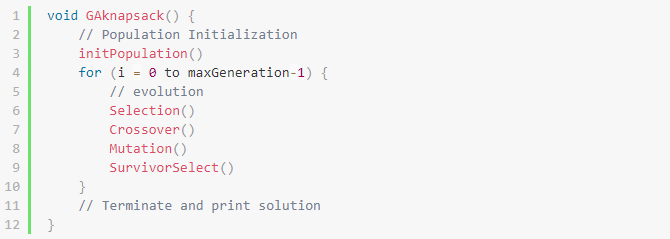 1 void GAknapsack() {
2 // Population Initialization
3 initPopulation()
4 for (i = 0 to maxGeneration-1) {
5 // evolution
6 Selection()
7 Crossover()
8 Mutation()
9 SurvivorSelect()
10 }
11 // Terminate and print solution
12 }